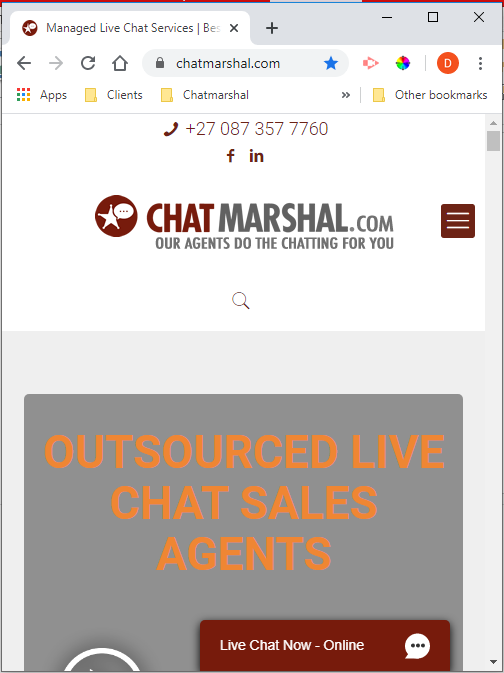 Managed Live Chat Services | Bes
chatmarshal.com
D
Apps Clients Chatmarshal » Other bookmarks
+27 087 357 7760
f in
CHATMARSHAL.COM
OUR AGENTS DO THE CHATTING FOR YOU
OUTSOURCED LIVE
CHAT SALES
AGENTS
Live Chat Now - Online